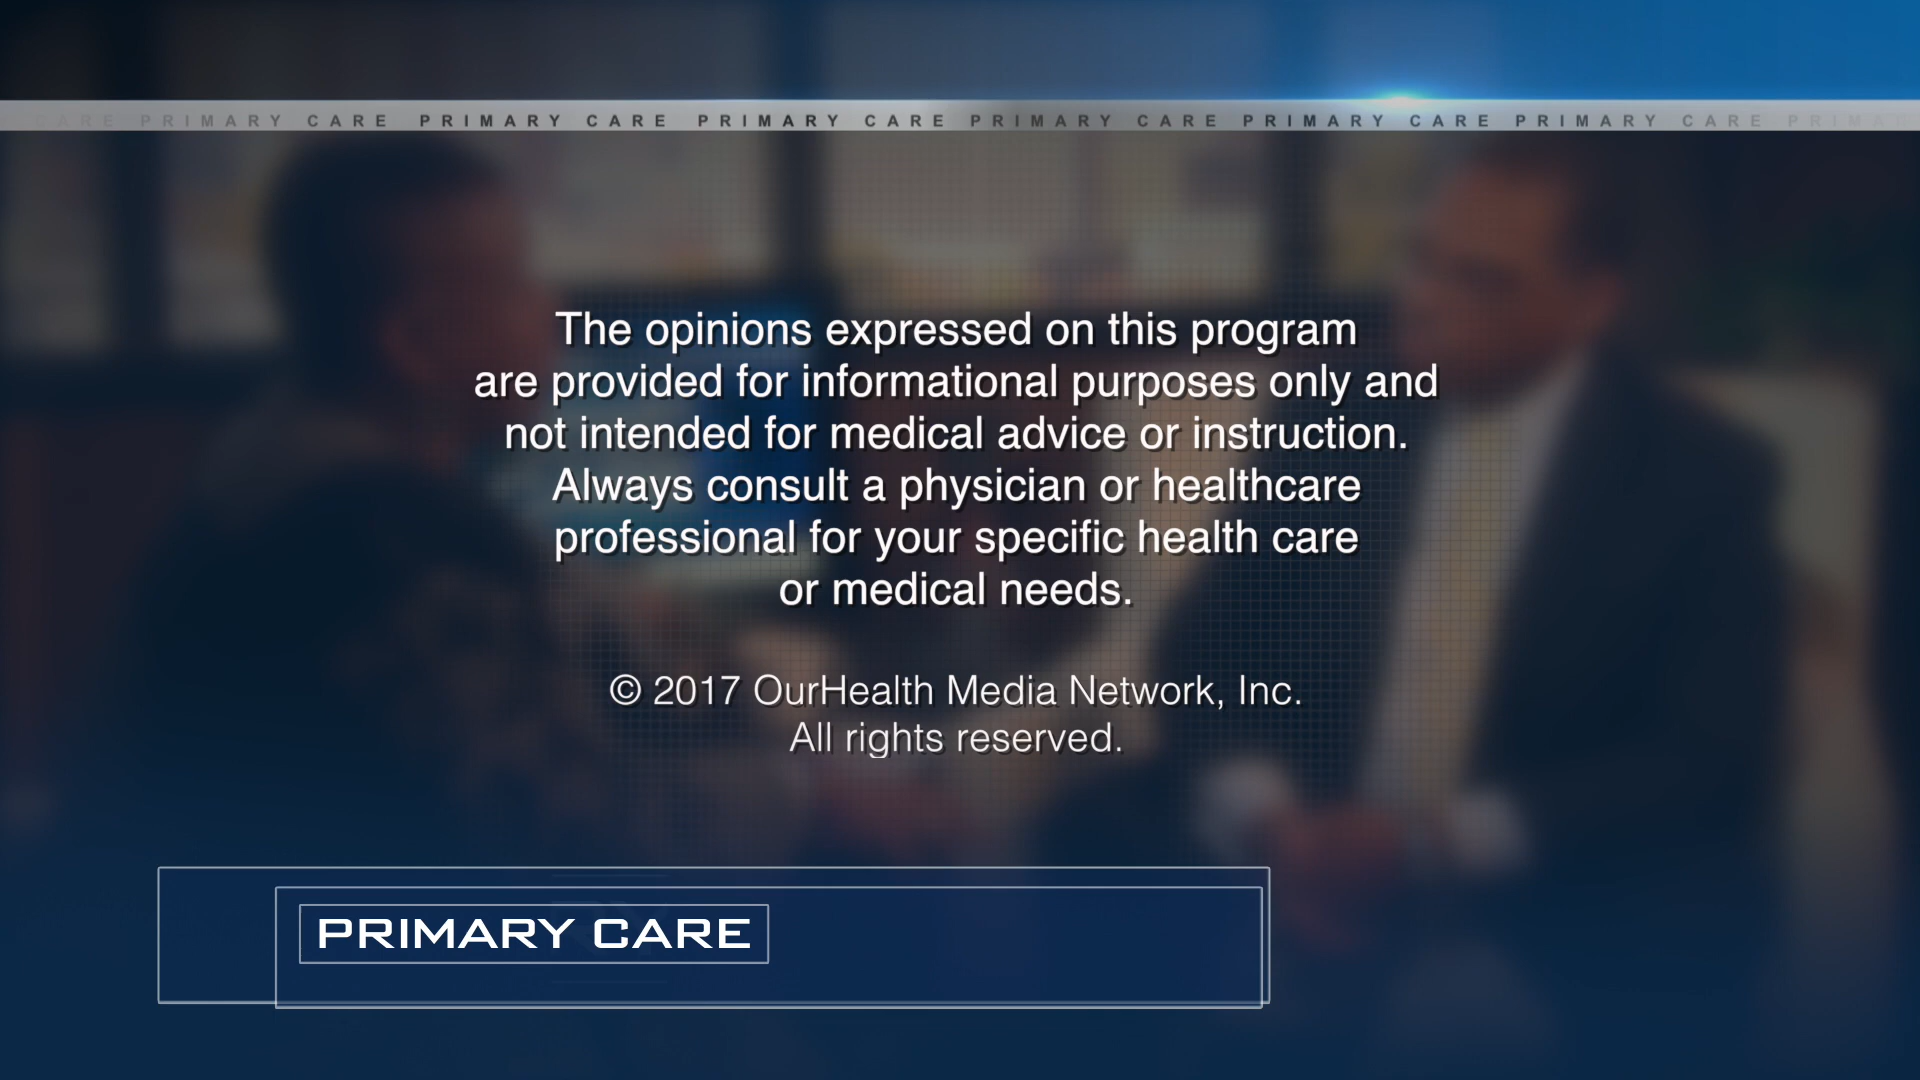 CARE PRIMARY CARE PRIMARY CARE PRIMARY CARE PRIMARY CARE PRIMARY CARE PRIMARY CARE
The opinions expressed on this program
are provided for informational purposes only and
not intended for medical advice or instruction.
Always consult a physician or healthcare
professional for your specific health care
or medical needs.
© 2017 OurHealth Media Network, Inc.
All rights reserved.
PRIMARY CARE